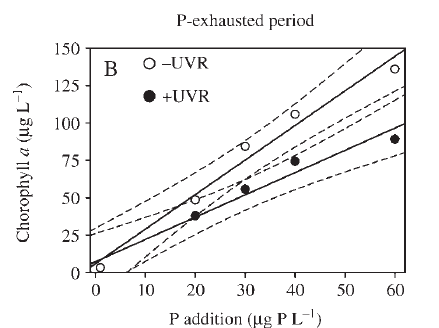 P-exhausted period
B
–UVR
+UVR
Chorophyll a (µg L⁻¹)
150
125
100
75
50
25
0
0 10 20 30 40 50 60
P addition (µg P L⁻¹)